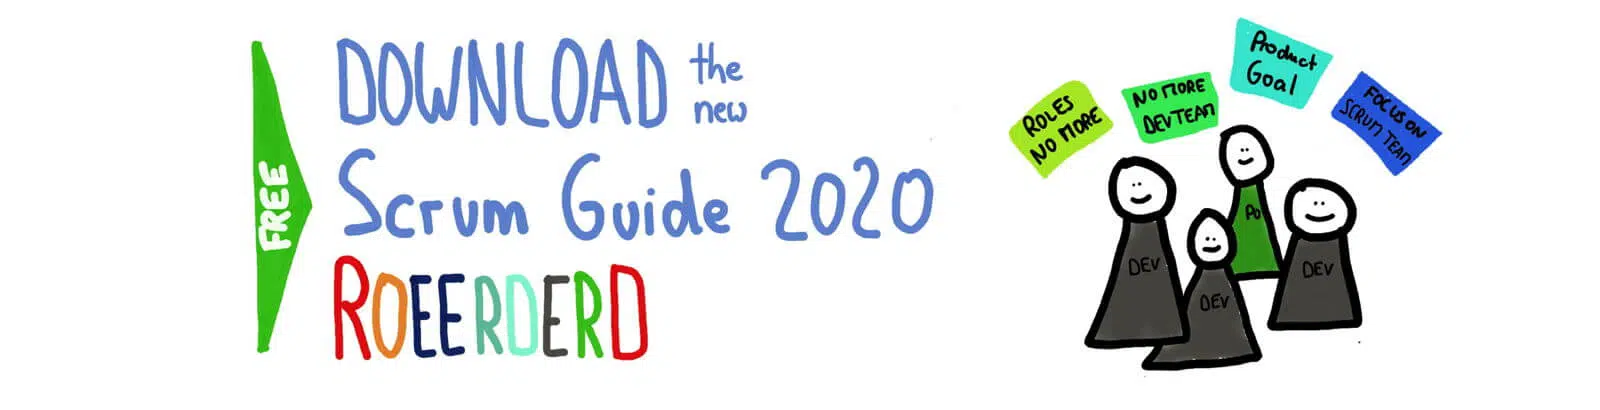 FREE
DOWNLOAD the new
Scrum Guide 2020
ROEERDERD
ROLES
NO MORE
NO MORE
DEV TEAM
Product
Goal
FOCUS ON
SCRUM TEAM
DEV
DEV
PO
DEV